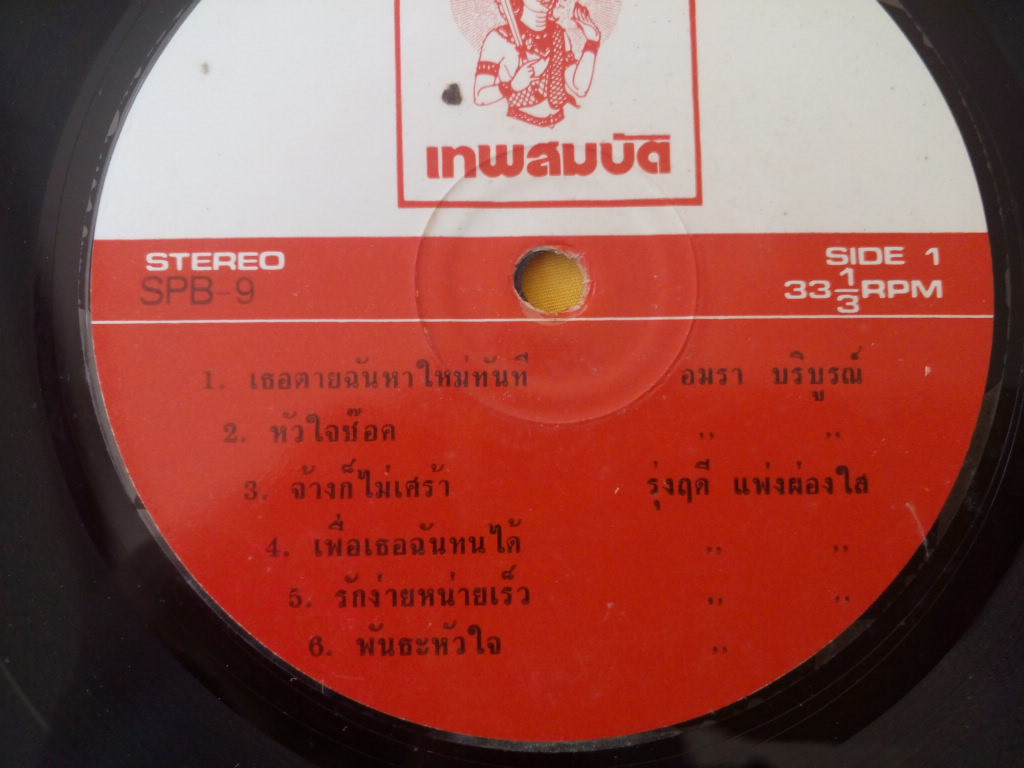 เทพสมบัติ
STEREO
SIDE 1
SPB-9
33 1/3 RPM
1. เธอตายฉันหาใหม่ทันที อมรา บริบูรณ์
2. หัวใจช๊อค ,, ,,
3. จ้างก็ไม่เศร้า รุ่งฤดี แพ่งผ่องใส
4. เพื่อเธอฉันทนได้ ,, ,,
5. รักง่ายหน่ายเร็ว ,, ,,
6. พันธะหัวใจ ,,